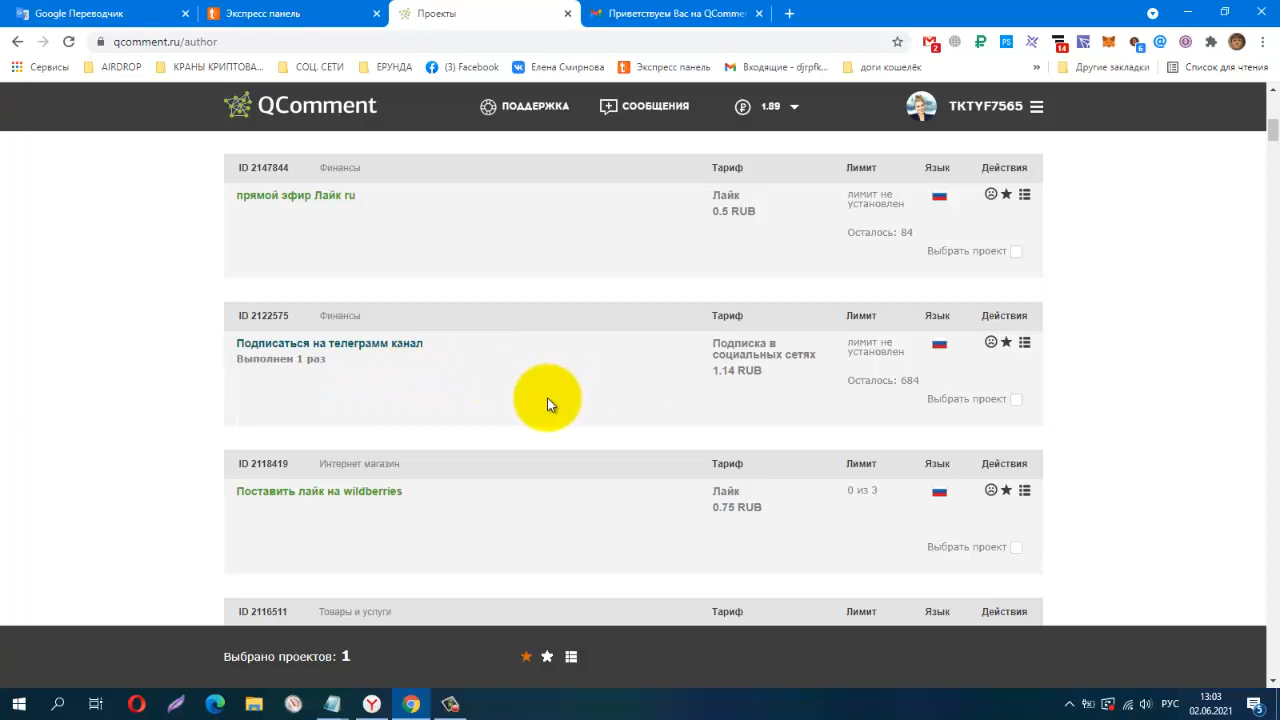 Google Переводчик
Экспресс панель
Проекты
Приветствуем Вас на QCommer
qcomment.ru/author
2
14
6
Сервисы
AIRDROP
КРАНЫ КРИПТОВА...
СОЦ. СЕТИ
ЕРУНДА
(3) Facebook
Елена Смирнова
Экспресс панель
Входящие - djrpfk...
доги кошелёк
»
Другие закладки
Список для чтения
QComment
ПОДДЕРЖКА
СООБЩЕНИЯ
1.89
TKTYF7565
ID 2147844 Финансы Тариф Лимит Язык Действия
прямой эфир Лайк ru
Лайк
0.5 RUB
лимит не
установлен
Осталось: 84
Выбрать проект
ID 2122575 Финансы Тариф Лимит Язык Действия
Подписаться на телеграмм канал
Выполнен 1 раз
Подписка в
социальных сетях
1.14 RUB
лимит не
установлен
Осталось: 684
Выбрать проект
ID 2118419 Интернет магазин Тариф Лимит Язык Действия
Поставить лайк на wildberries
Лайк
0.75 RUB
0 из 3
Выбрать проект
ID 2116511 Товары и услуги Тариф Лимит Язык Действия
Выбрано проектов: 1
РУС
13:03
02.06.2021
5